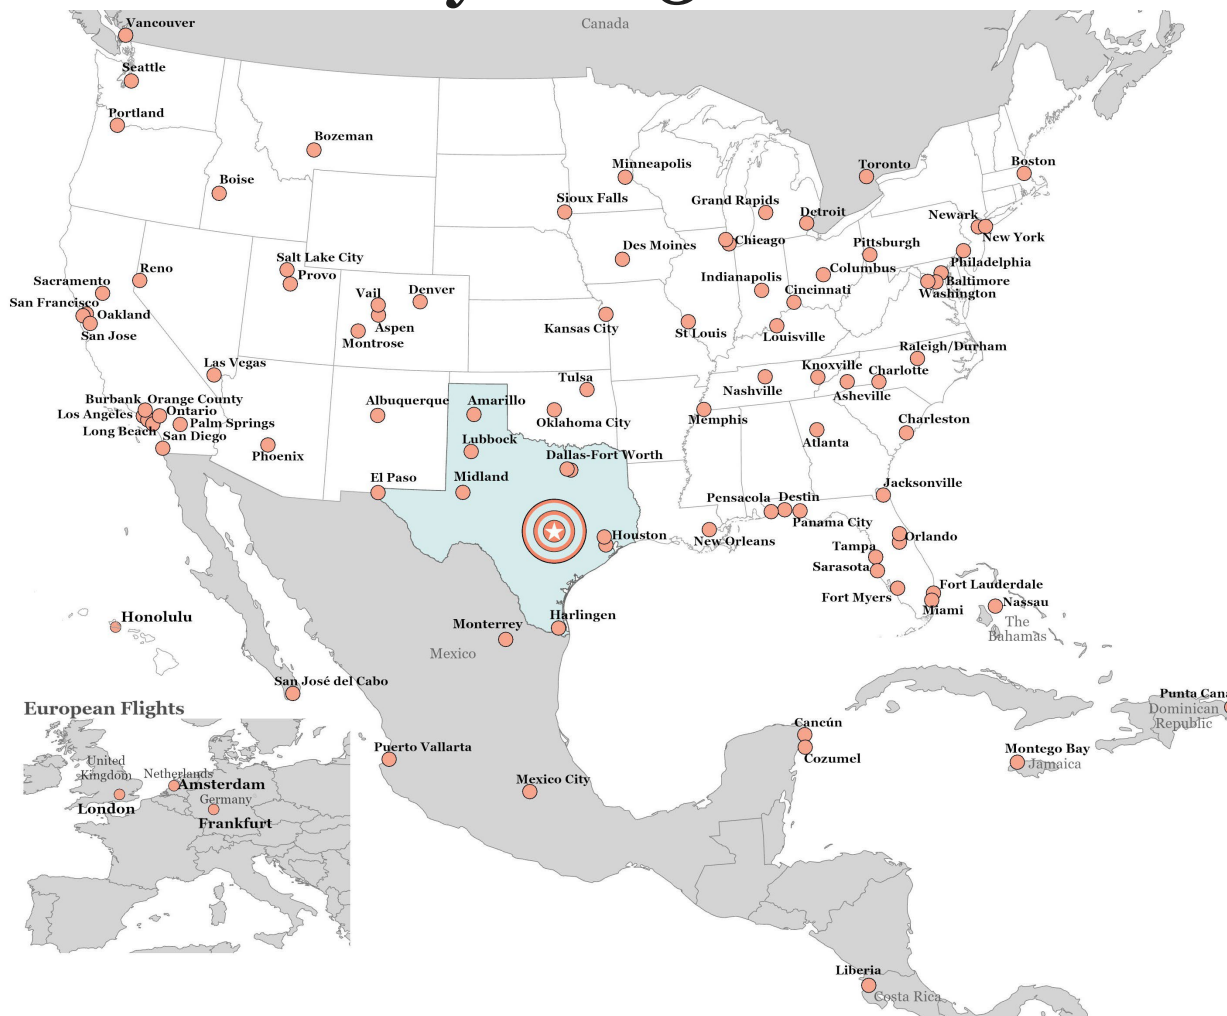 Canada
Vancouver
Seattle
Portland
Bozeman
Boise
Minneapolis
Toronto
Boston
Sioux Falls
Grand Rapids
Detroit
Newark
New York
Chicago
Des Moines
Pittsburgh
Philadelphia
Salt Lake City
Provo
Reno
Sacramento
San Francisco
Oakland
San Jose
Vail
Denver
Aspen
Montrose
Indianapolis
Columbus
Cincinnati
Baltimore
Washington
Kansas City
St Louis
Louisville
Raleigh/Durham
Las Vegas
Tulsa
Nashville
Knoxville
Charlotte
Asheville
Burbank
Orange County
Los Angeles
Ontario
Long Beach
Palm Springs
San Diego
Phoenix
Albuquerque
Amarillo
Oklahoma City
Memphis
Charleston
Atlanta
Lubbock
Dallas-Fort Worth
El Paso
Midland
Pensacola
Destin
Jacksonville
Panama City
Houston
New Orleans
Orlando
Tampa
Sarasota
Fort Myers
Fort Lauderdale
Miami
Nassau
The
Bahamas
Honolulu
Monterrey
Harlingen
Mexico
San José del Cabo
Punta Cana
Dominican
Republic
European Flights
Cancún
Cozumel
Puerto Vallarta
Montego Bay
Jamaica
Mexico City
United
Kingdom
Netherlands
Amsterdam
Germany
London
Frankfurt
Liberia
Costa Rica